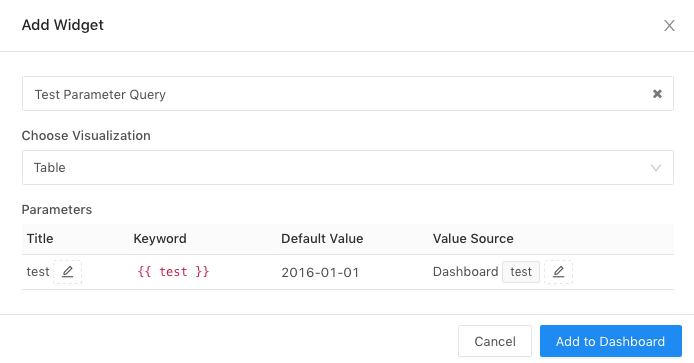 Add Widget
Test Parameter Query
Choose Visualization
Table
Parameters
Title Keyword Default Value Value Source
test {{ test }} 2016-01-01 Dashboard test
Cancel Add to Dashboard